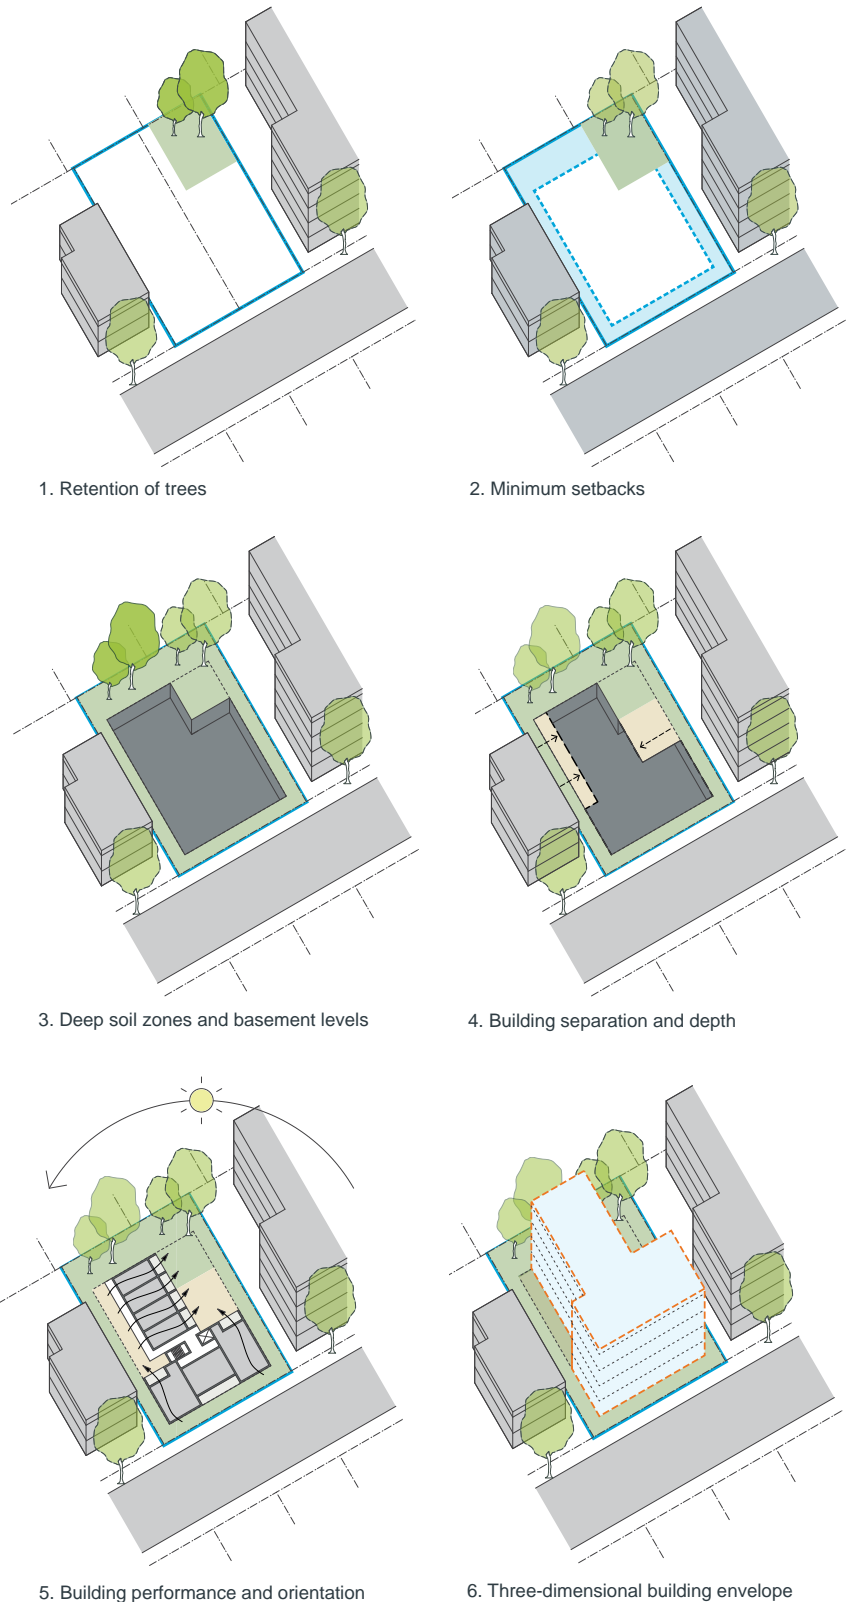 1. Retention of trees
2. Minimum setbacks
3. Deep soil zones and basement levels
4. Building separation and depth
5. Building performance and orientation
6. Three-dimensional building envelope